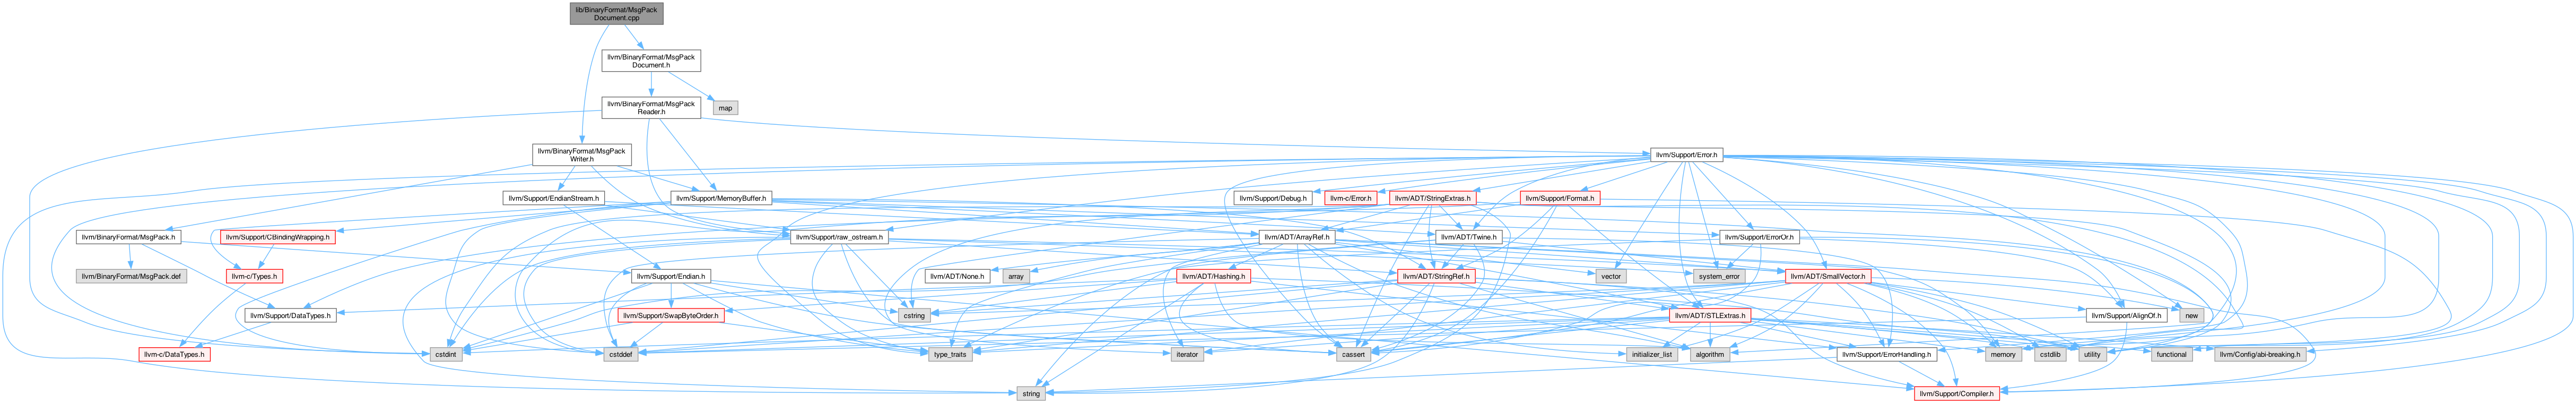 lib/BinaryFormat/MsgPack
Document.cpp
llvm/BinaryFormat/MsgPack
Document.h
llvm/BinaryFormat/MsgPack
Reader.h
map
llvm/BinaryFormat/MsgPack
Writer.h
llvm/Support/Error.h
llvm/Support/EndianStream.h
llvm/Support/MemoryBuffer.h
llvm/Support/Debug.h
llvm-c/Error.h
llvm/ADT/StringExtras.h
llvm/Support/Format.h
llvm/BinaryFormat/MsgPack.h
llvm/Support/CBindingWrapping.h
llvm/Support/raw_ostream.h
llvm/ADT/ArrayRef.h
llvm/ADT/Twine.h
llvm/Support/ErrorOr.h
llvm/BinaryFormat/MsgPack.def
llvm-c/Types.h
llvm/Support/Endian.h
llvm/ADT/None.h
array
llvm/ADT/Hashing.h
llvm/ADT/StringRef.h
vector
system_error
llvm/ADT/SmallVector.h
llvm/Support/DataTypes.h
llvm/Support/SwapByteOrder.h
cstring
llvm/ADT/STLExtras.h
llvm/Support/AlignOf.h
new
llvm-c/DataTypes.h
cstdint
cstddef
type_traits
iterator
cassert
initializer_list
algorithm
llvm/Support/ErrorHandling.h
memory
cstdlib
utility
functional
llvm/Config/abi-breaking.h
string
llvm/Support/Compiler.h